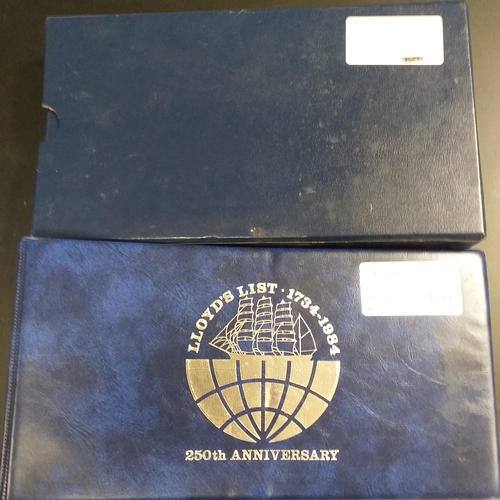 LLOYD'S LIST · 1734-1984
250th ANNIVERSARY